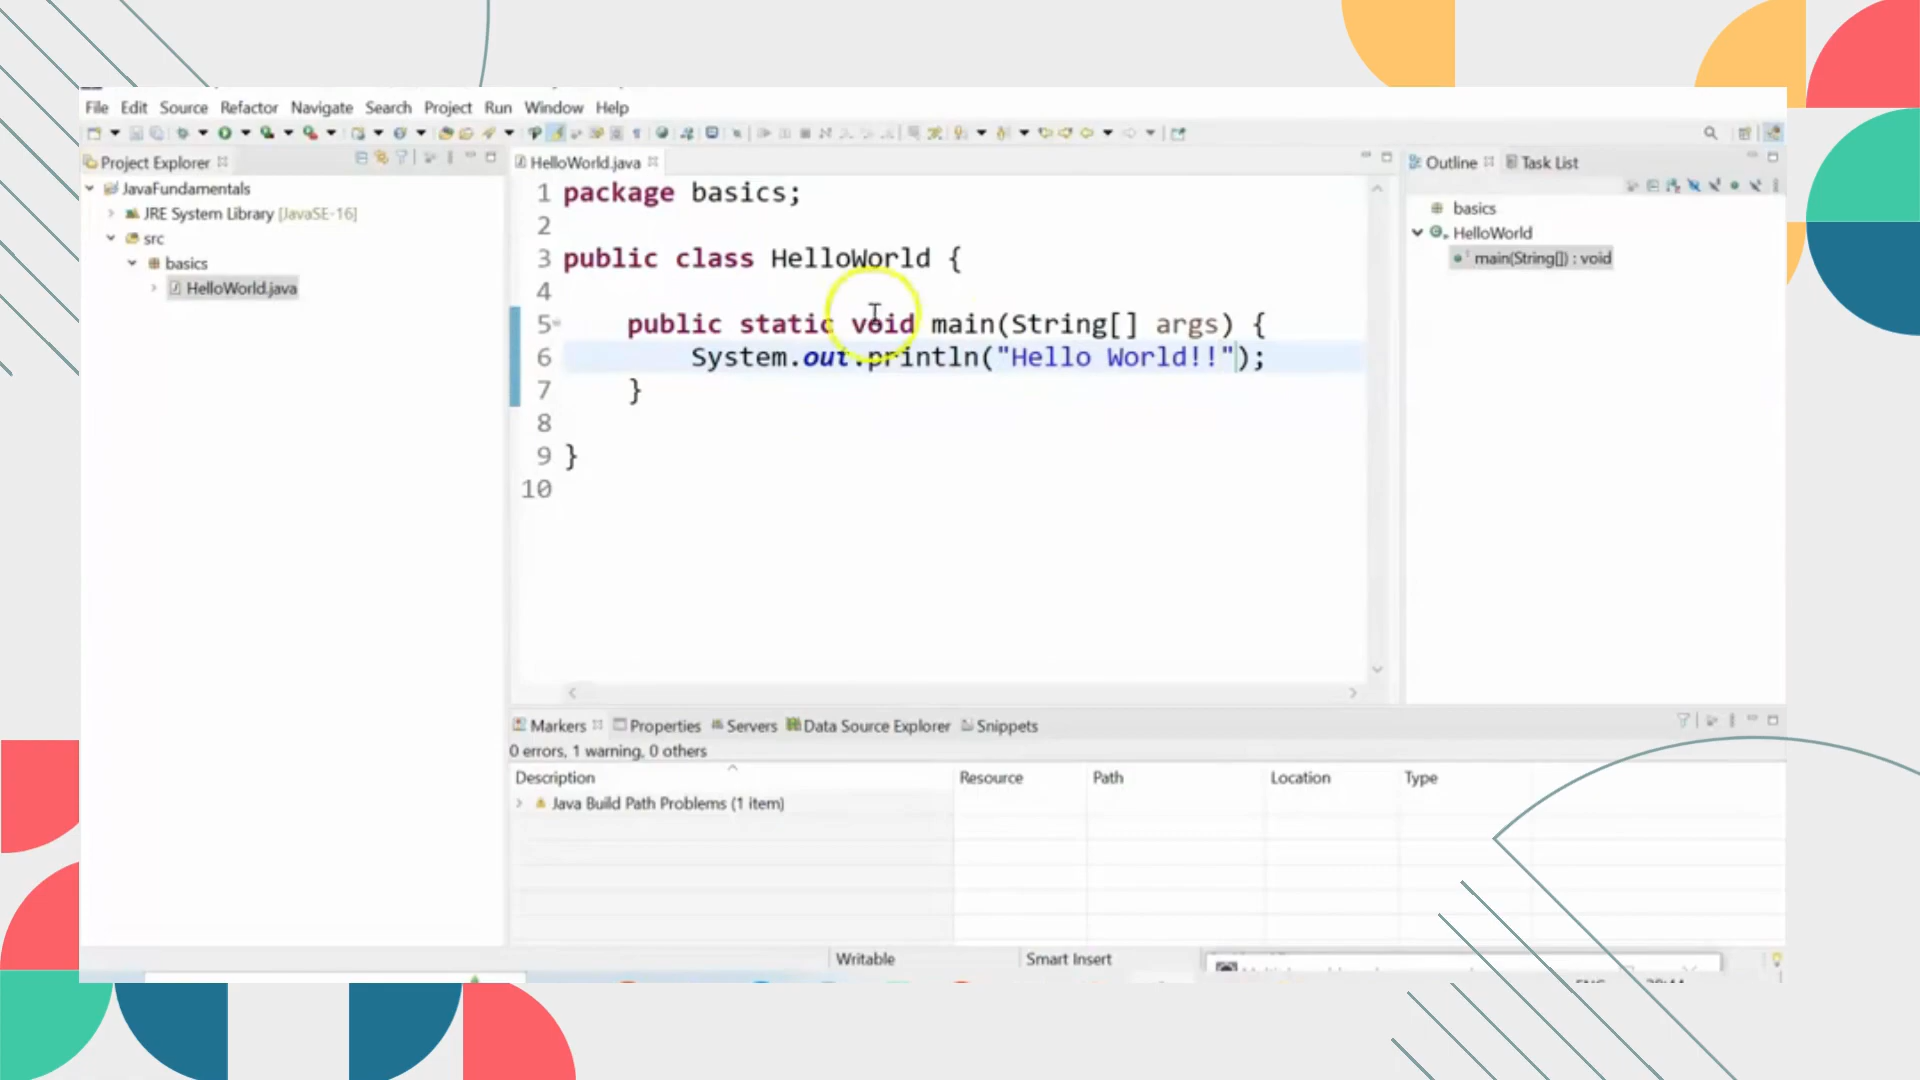 File Edit Source Refactor Navigate Search Project Run Window Help
Project Explorer
JavaFundamentals
JRE System Library [JavaSE-16]
src
basics
HelloWorld.java
HelloWorld.java
1 package basics;
2
3 public class HelloWorld {
4
5 public static void main(String[] args) {
6 System.out.println("Hello World!!");
7 }
8
9 }
10
Outline Task List
basics
HelloWorld
main(String[]) : void
Markers Properties Servers Data Source Explorer Snippets
0 errors, 1 warning, 0 others
Description Resource Path Location Type
Java Build Path Problems (1 item)
Writable Smart Insert